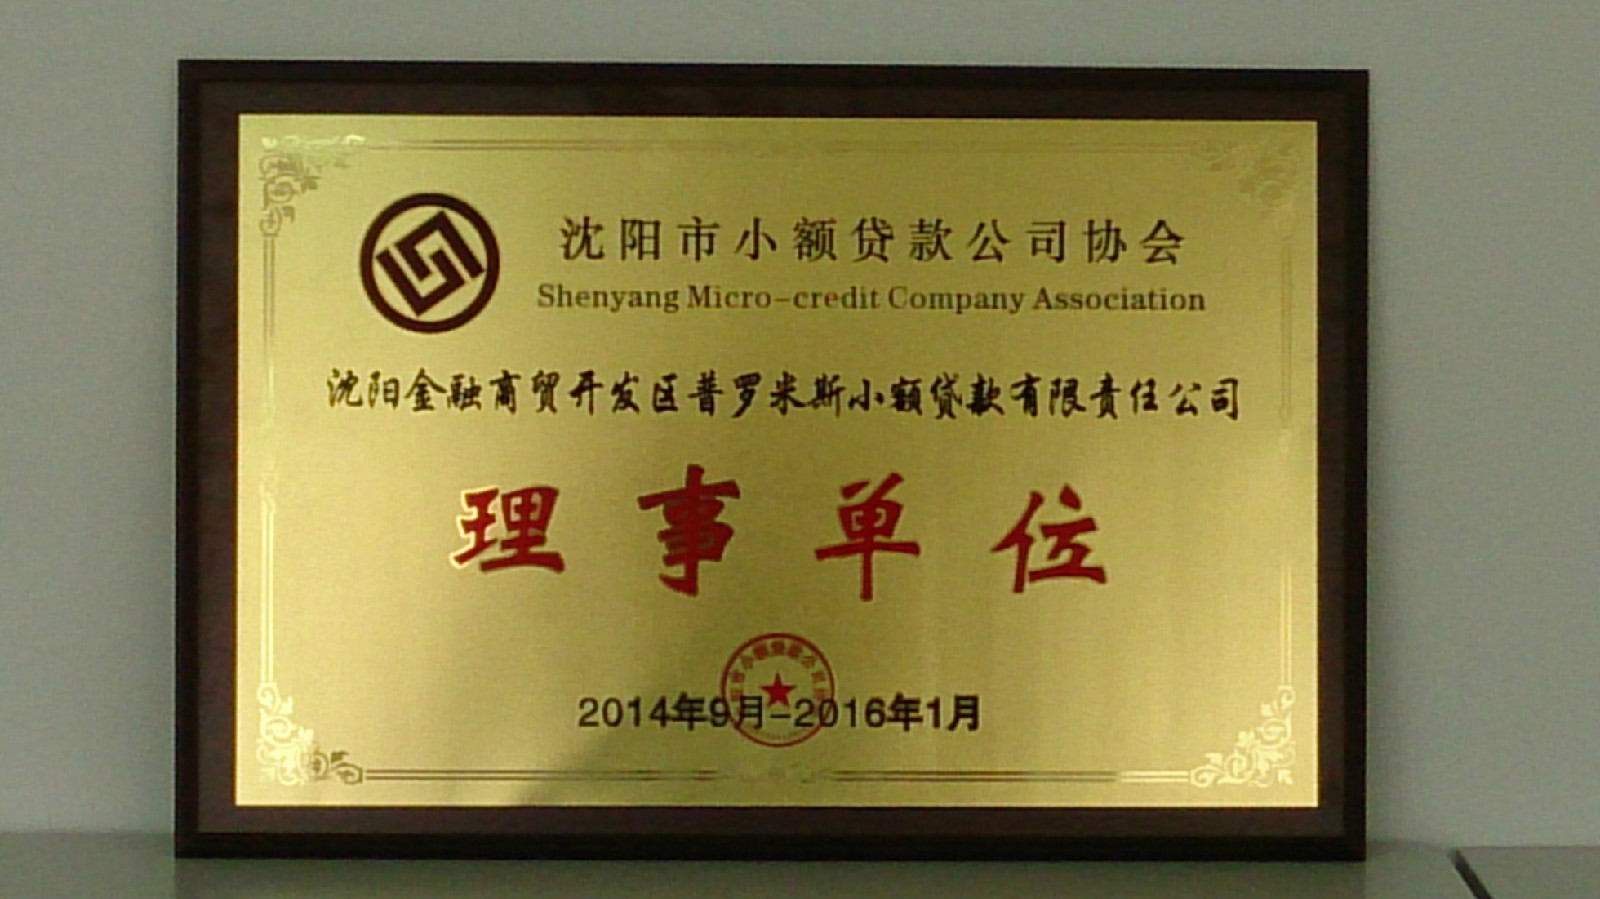 沈阳市小额贷款公司协会
Shenyang Micro-credit Company Association
沈阳金融商贸开发区普罗米斯小额贷款有限责任公司
理事单位
2014年9月-2016年1月